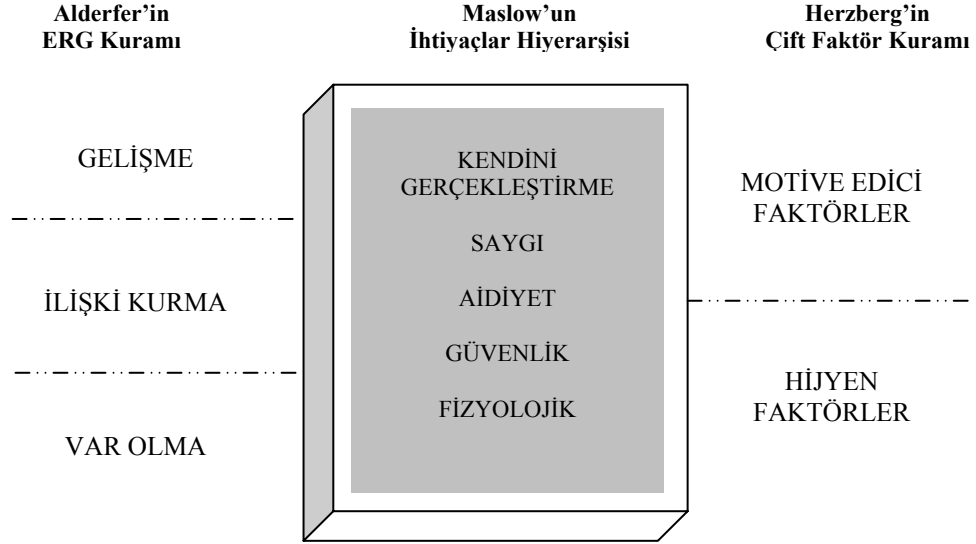 Alderfer’in
ERG Kuramı
Maslow’un
İhtiyaçlar Hiyerarşisi
Herzberg’in
Çift Faktör Kuramı
GELİŞME
İLİŞKİ KURMA
VAR OLMA
KENDİNİ
GERÇEKLEŞTİRME
SAYGI
AİDİYET
GÜVENLİK
FİZYOLOJİK
MOTİVE EDİCİ
FAKTÖRLER
HİJYEN
FAKTÖRLER